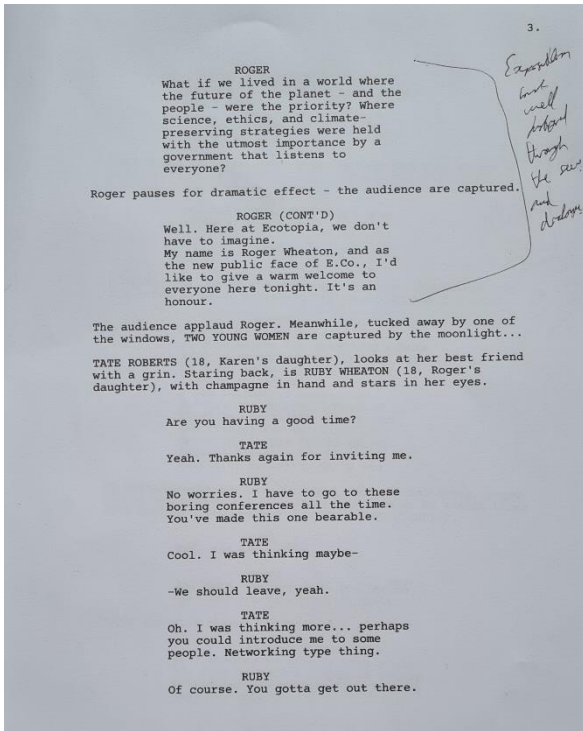 3.
ROGER
What if we lived in a world where
the future of the planet - and the
people - were the priority? Where
science, ethics, and climate-
preserving strategies were held
with the utmost importance by a
government that listens to
everyone?
Roger pauses for dramatic effect - the audience are captured.
ROGER (CONT'D)
Well. Here at Ecotopia, we don't
have to imagine.
My name is Roger Wheaton, and as
the new public face of E.Co., I'd
like to give a warm welcome to
everyone here tonight. It's an
honour.
Exposition
well
through
the
and
dialogue
The audience applaud Roger. Meanwhile, tucked away by one of
the windows, TWO YOUNG WOMEN are captured by the moonlight...
TATE ROBERTS (18, Karen's daughter), looks at her best friend
with a grin. Staring back, is RUBY WHEATON (18, Roger's
daughter), with champagne in hand and stars in her eyes.
RUBY
Are you having a good time?
TATE
Yeah. Thanks again for inviting me.
RUBY
No worries. I have to go to these
boring conferences all the time.
You've made this one bearable.
TATE
Cool. I was thinking maybe-
RUBY
-We should leave, yeah.
TATE
Oh. I was thinking more... perhaps
you could introduce me to some
people. Networking type thing.
RUBY
Of course. You gotta get out there.